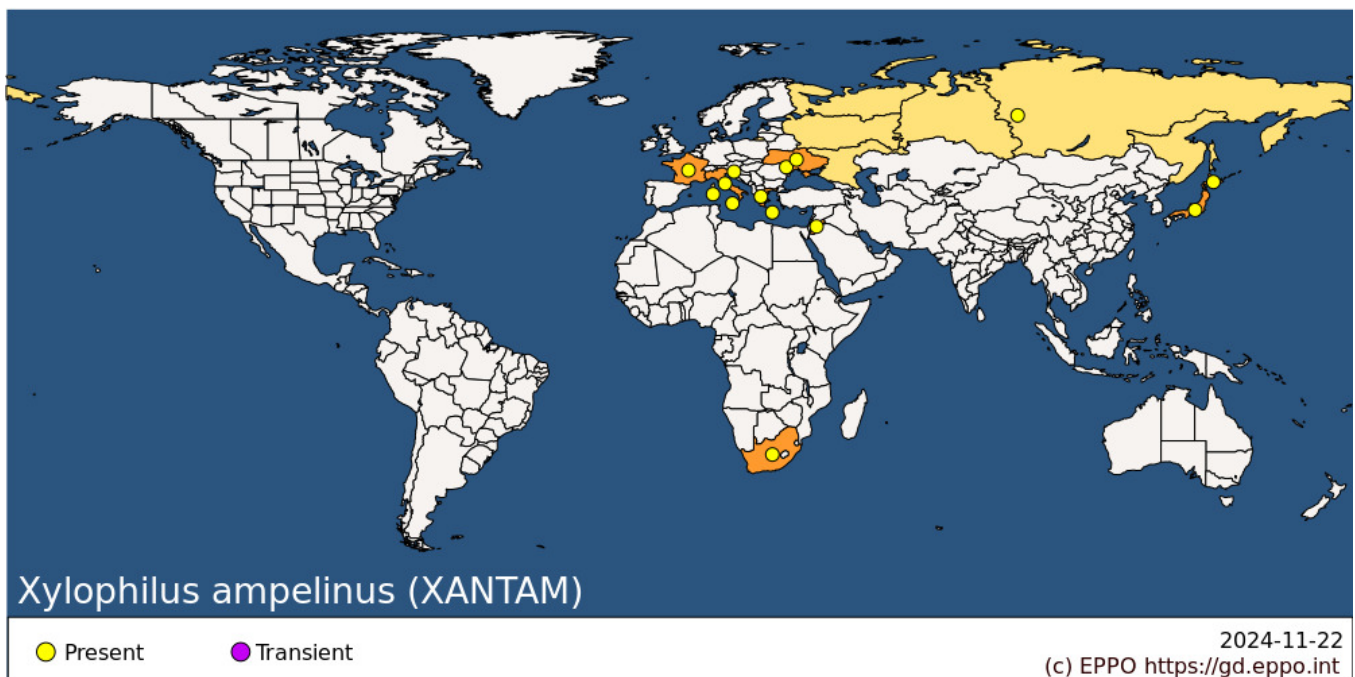 Xylophilus ampelinus (XANTAM)
Present
Transient
2024-11-22
(c) EPPO https://gd.eppo.int